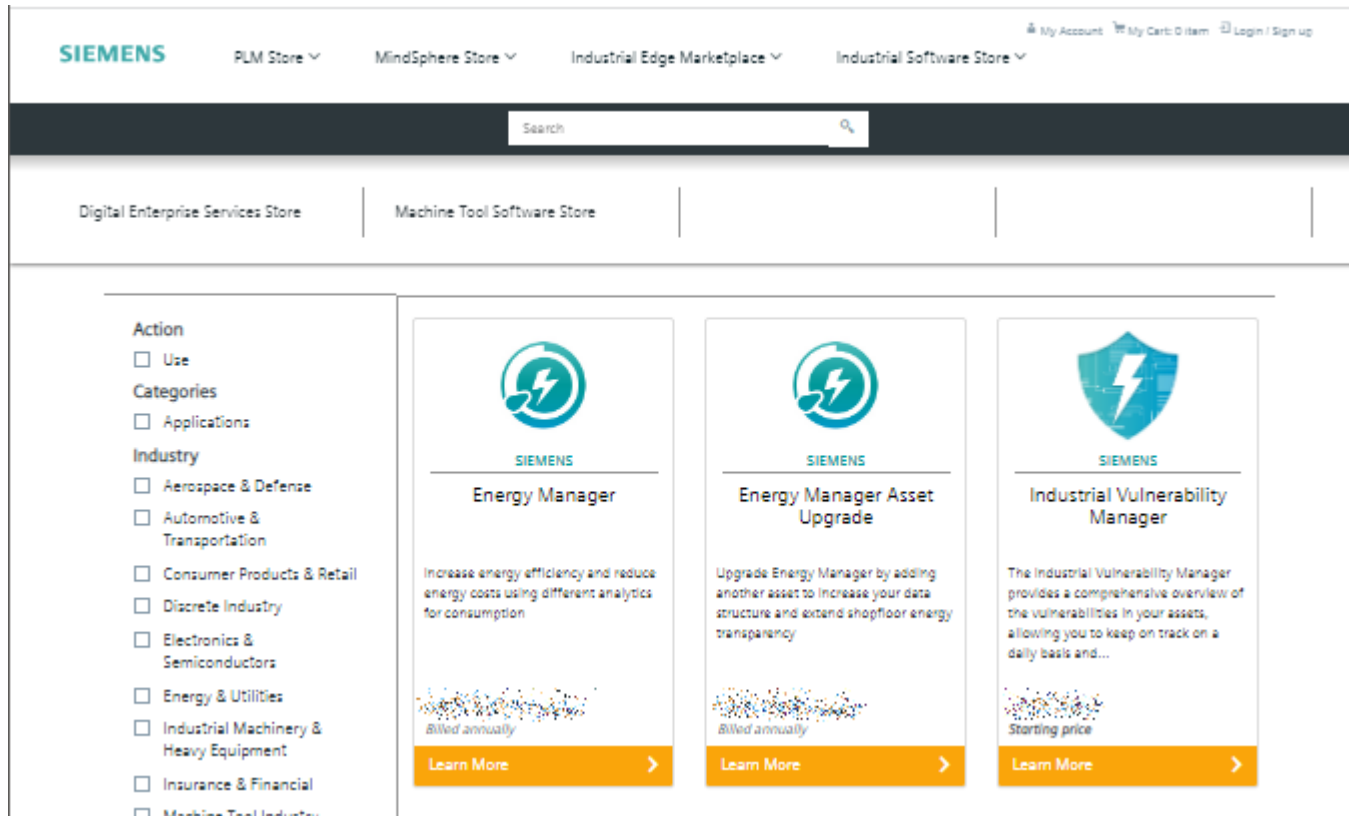 My Account My Cart: 0 item Login / Sign up
SIEMENS PLM Store MindSphere Store Industrial Edge Marketplace Industrial Software Store
Search
Digital Enterprise Services Store Machine Tool Software Store
Action
Use
Categories
Applications
Industry
Aerospace & Defense
Automotive &
Transportation
Consumer Products & Retail
Discrete Industry
Electronics &
Semiconductors
Energy & Utilities
Industrial Machinery &
Heavy Equipment
Insurance & Financial
Machine Tool Industry
SIEMENS
Energy Manager
Increase energy efficiency and reduce
energy costs using different analytics
for consumption
Billed annually
Learn More
SIEMENS
Energy Manager Asset
Upgrade
Upgrade Energy Manager by adding
another asset to increase your data
structure and extend shopfloor energy
transparency
Billed annually
Learn More
SIEMENS
Industrial Vulnerability
Manager
The Industrial Vulnerability Manager
provides a comprehensive overview of
the vulnerabilities in your assets,
allowing you to keep on track on a
daily basis and...
Starting price
Learn More